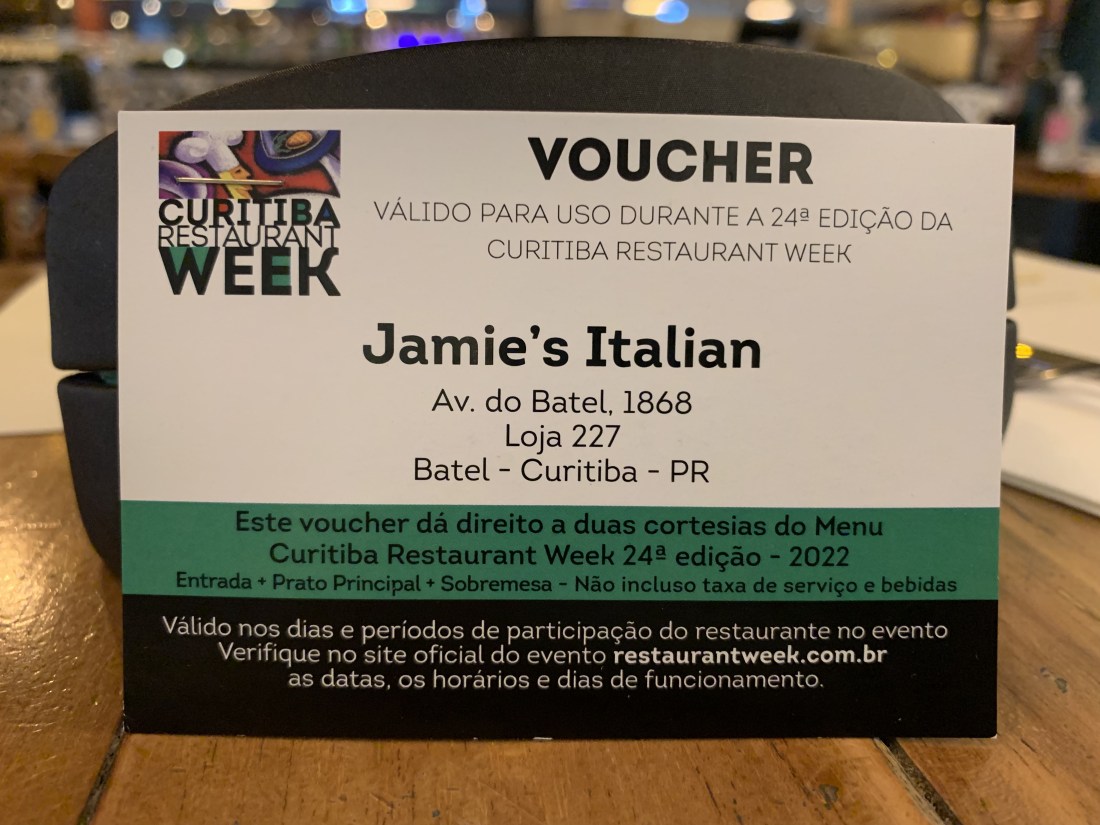 CURITIBA
RESTAURANT
WEEK
VOUCHER
VÁLIDO PARA USO DURANTE A 24ª EDIÇÃO DA
CURITIBA RESTAURANT WEEK
Jamie's Italian
Av. do Batel, 1868
Loja 227
Batel - Curitiba - PR
Este voucher dá direito a duas cortesias do Menu
Curitiba Restaurant Week 24ª edição - 2022
Entrada + Prato Principal + Sobremesa - Não incluso taxa de serviço e bebidas
Válido nos dias e períodos de participação do restaurante no evento
Verifique no site oficial do evento restaurantweek.com.br
as datas, os horários e dias de funcionamento.